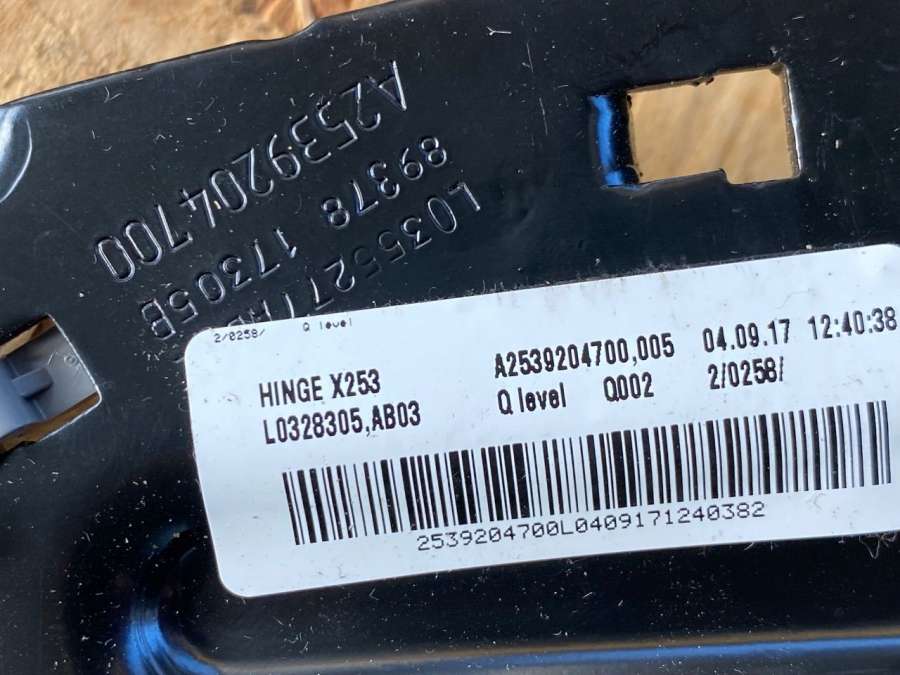 A2539204700
89378 17305B
L0355271
2/0258/ Q level
HINGE X253 A2539204700,005 04.09.17 12:40:38
L0328305,AB03 Q level Q002 2/0258/
2539204700L0409171240382